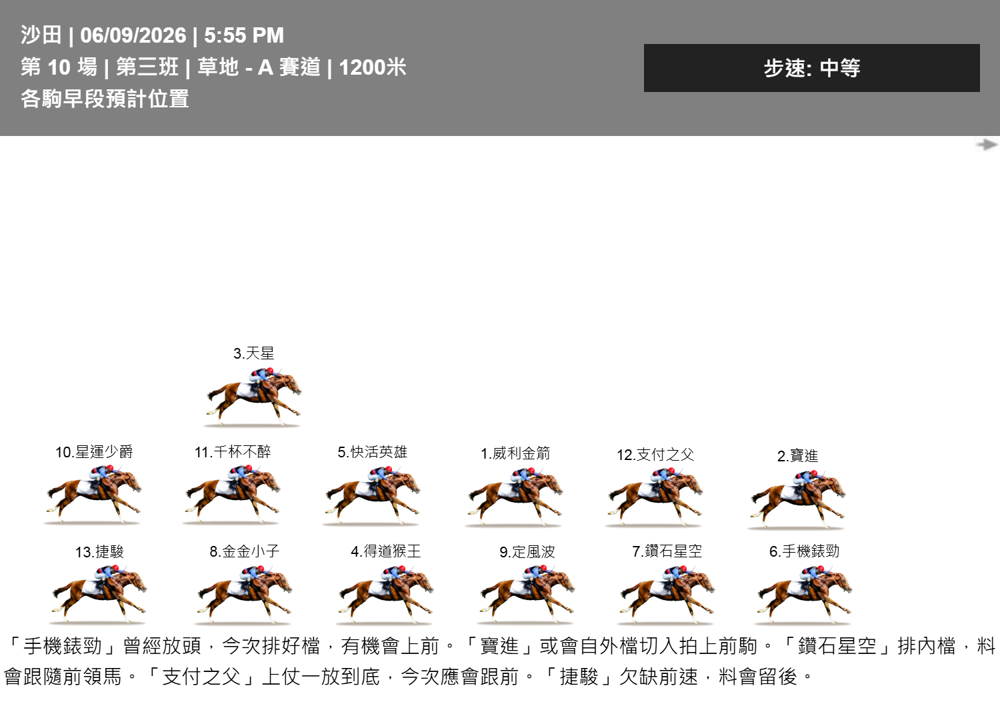 沙田 | 06/09/2026 | 5:55 PM
第 10 場 | 第三班 | 草地 - A 賽道 | 1200米
各駒早段預計位置
步速: 中等
3.天星
10.星運少爵
11.千杯不醉
5.快活英雄
1.威利金箭
12.支付之父
2.寶進
13.捷駿
8.金金小子
4.得道猴王
9.定風波
7.鑽石星空
6.手機錶勁
「手機錶勁」曾經放頭，今次排好檔，有機會上前。「寶進」或會自外檔切入拍上前駒。「鑽石星空」排內檔，料
會跟隨前領馬。「支付之父」上仗一放到底，今次應會跟前。「捷駿」欠缺前速，料會留後。